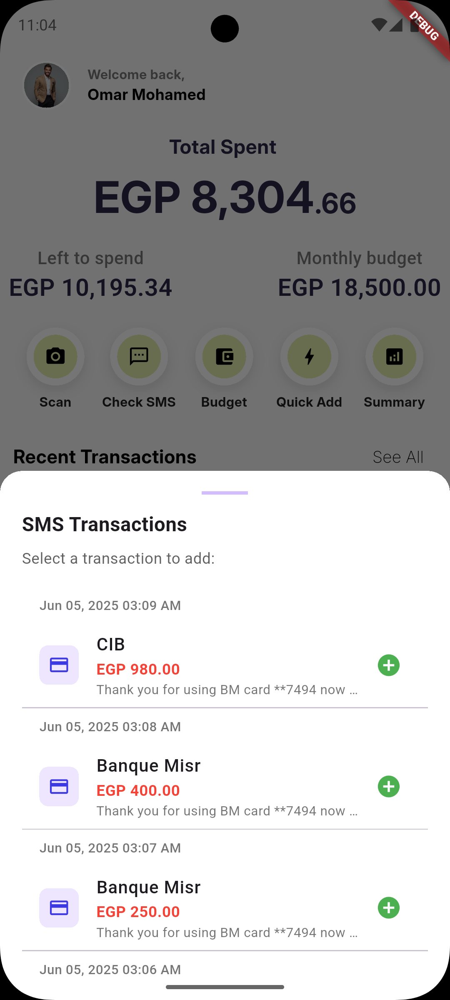 11:04
DEBUG
Welcome back,
Omar Mohamed
Total Spent
EGP 8,304.66
Left to spend
Monthly budget
EGP 10,195.34
EGP 18,500.00
Scan
Check SMS
Budget
Quick Add
Summary
Recent Transactions
See All
SMS Transactions
Select a transaction to add:
Jun 05, 2025 03:09 AM
CIB
EGP 980.00
Thank you for using BM card **7494 now ...
Jun 05, 2025 03:08 AM
Banque Misr
EGP 400.00
Thank you for using BM card **7494 now ...
Jun 05, 2025 03:07 AM
Banque Misr
EGP 250.00
Thank you for using BM card **7494 now ...
Jun 05, 2025 03:06 AM